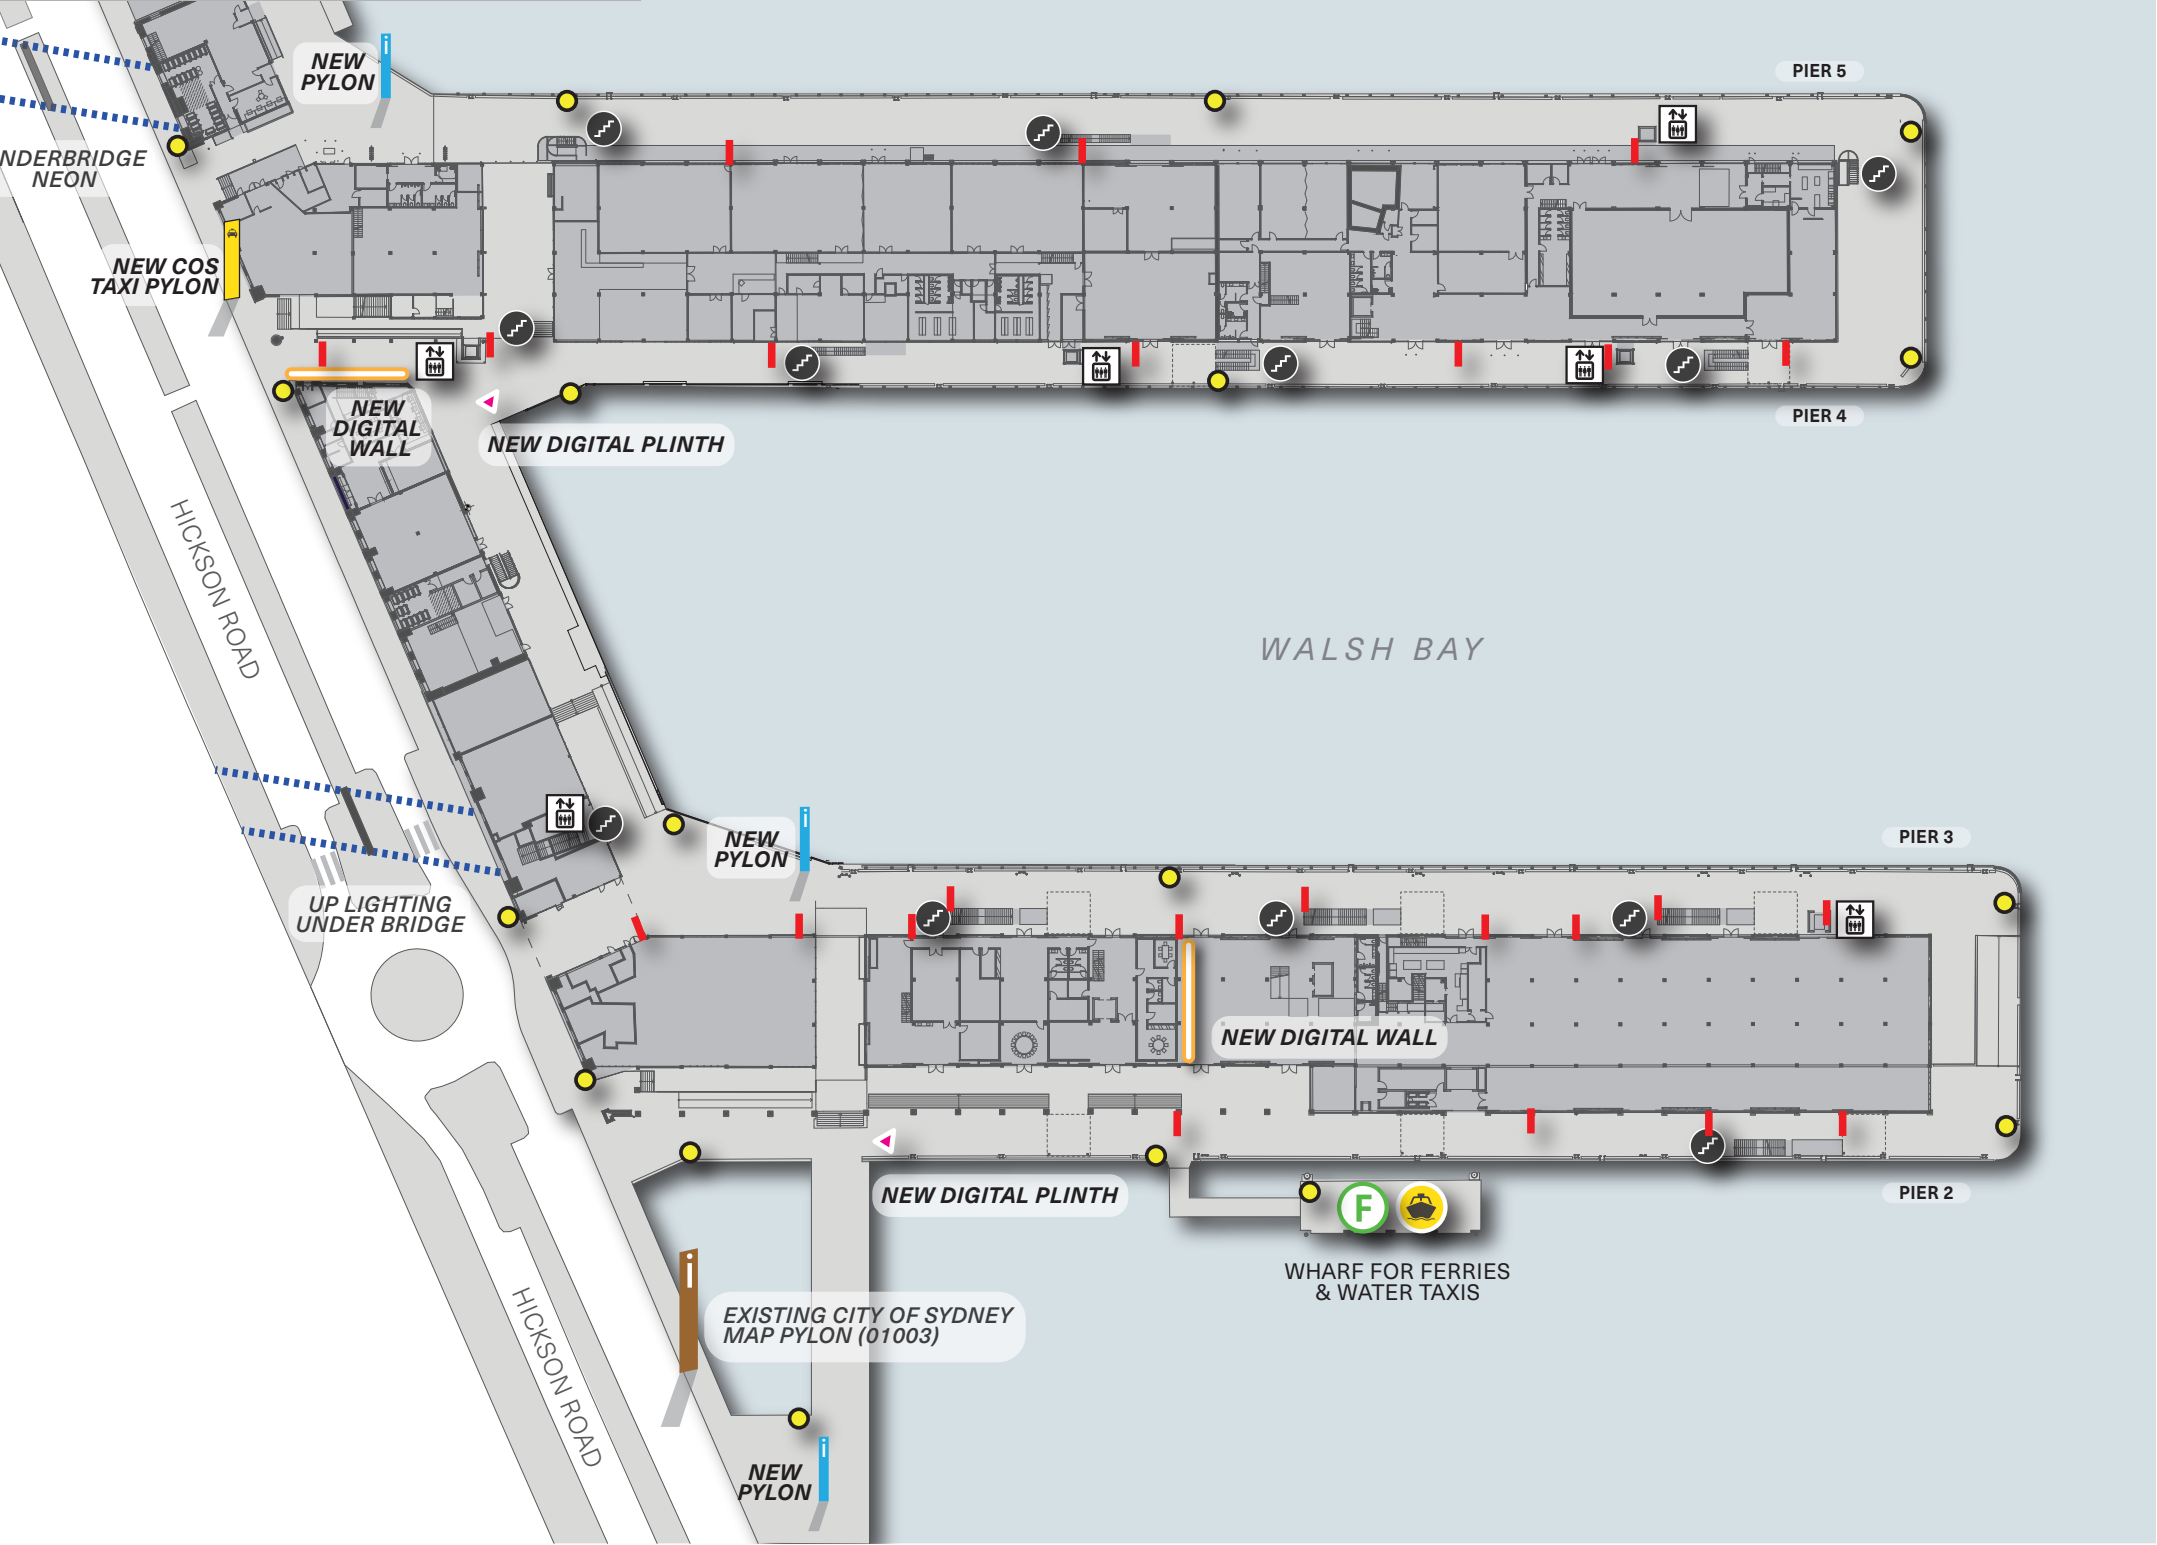 NEW
PYLON
PIER 5
NDERBRIDGE
NEON
NEW COS
TAXI PYLON
NEW
DIGITAL
WALL
NEW DIGITAL PLINTH
PIER 4
HICKSON ROAD
WALSH BAY
NEW
PYLON
PIER 3
UP LIGHTING
UNDER BRIDGE
NEW DIGITAL WALL
NEW DIGITAL PLINTH
PIER 2
F
WHARF FOR FERRIES
& WATER TAXIS
EXISTING CITY OF SYDNEY
MAP PYLON (01003)
HICKSON ROAD
NEW
PYLON